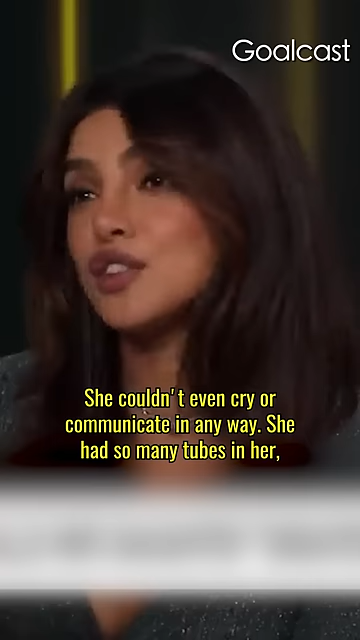 Goalcast
She couldn't even cry or
communicate in any way. She
had so many tubes in her,